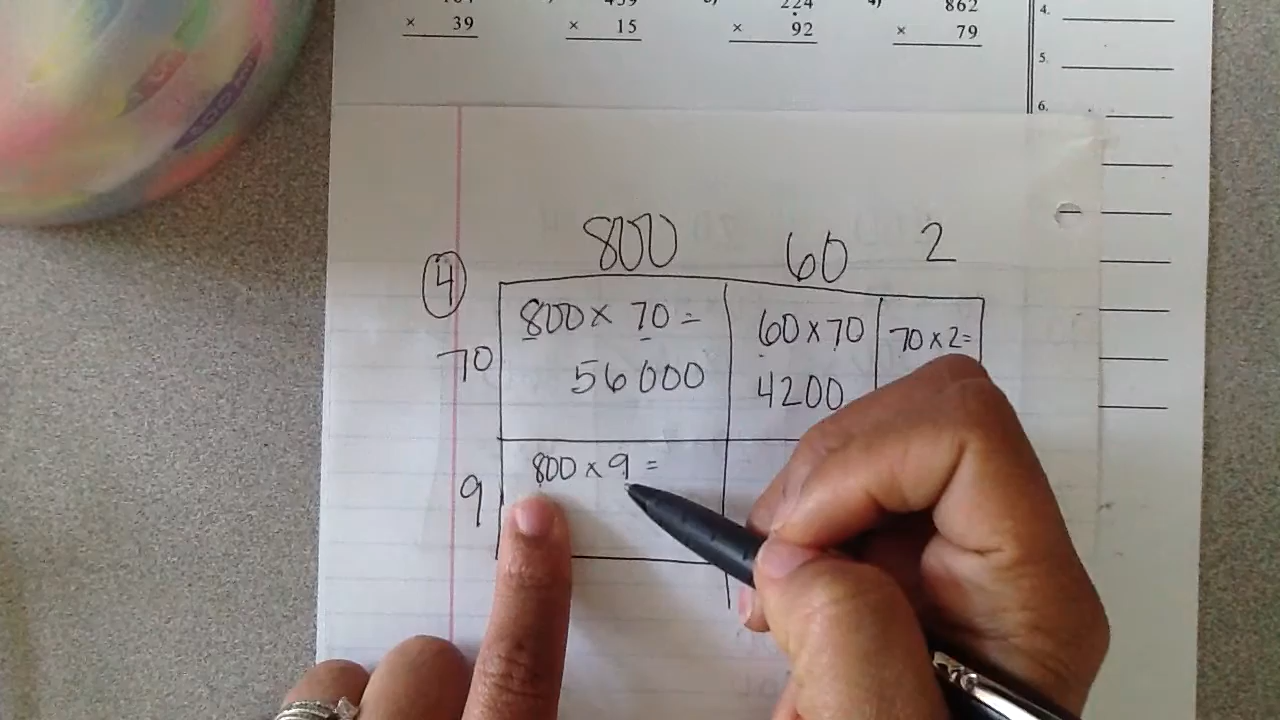 × 39
× 15
224
× 92
862
× 79
4.
5.
6.
800 60 2
4
70
800 × 70 =
56000
60 × 70
4200
70 × 2 =
9
800 × 9 =